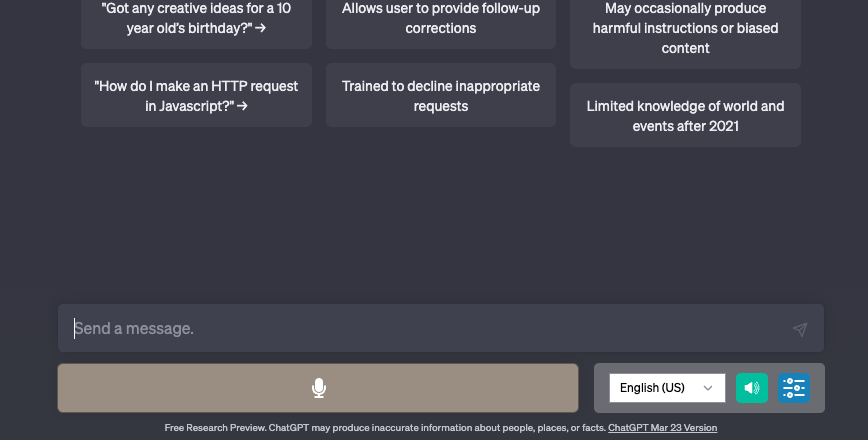 "Got any creative ideas for a 10
year old's birthday?" →
"How do I make an HTTP request
in Javascript?" →
Allows user to provide follow-up
corrections
Trained to decline inappropriate
requests
May occasionally produce
harmful instructions or biased
content
Limited knowledge of world and
events after 2021
Send a message.
English (US)
Free Research Preview. ChatGPT may produce inaccurate information about people, places, or facts. ChatGPT Mar 23 Version